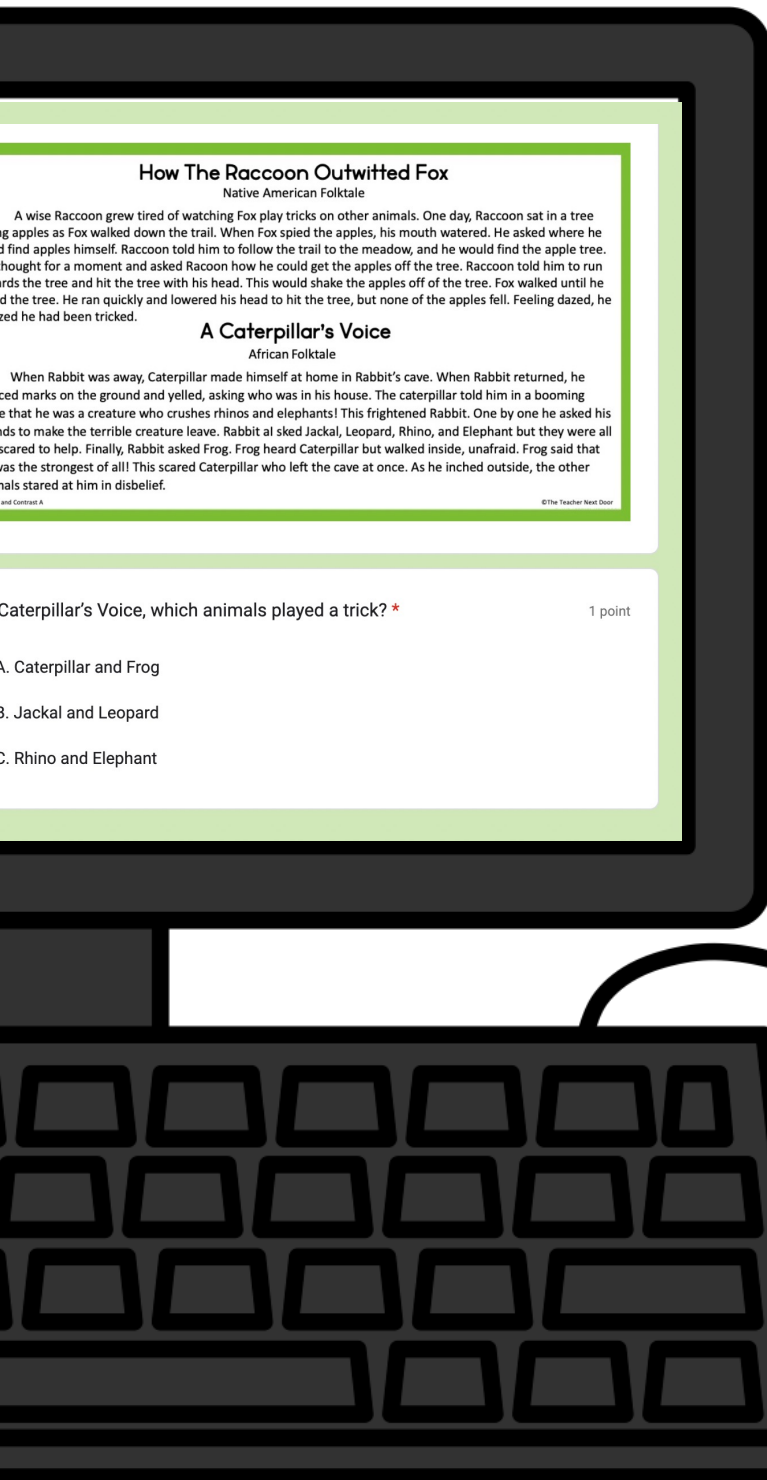 How The Raccoon Outwitted Fox
Native American Folktale
A wise Raccoon grew tired of watching Fox play tricks on other animals. One day, Raccoon sat in a tree
ng apples as Fox walked down the trail. When Fox spied the apples, his mouth watered. He asked where he
d find apples himself. Raccoon told him to follow the trail to the meadow, and he would find the apple tree.
hought for a moment and asked Racoon how he could get the apples off the tree. Raccoon told him to run
rds the tree and hit the tree with his head. This would shake the apples off of the tree. Fox walked until he
d the tree. He ran quickly and lowered his head to hit the tree, but none of the apples fell. Feeling dazed, he
zed he had been tricked.
A Caterpillar's Voice
African Folktale
When Rabbit was away, Caterpillar made himself at home in Rabbit's cave. When Rabbit returned, he
ced marks on the ground and yelled, asking who was in his house. The caterpillar told him in a booming
e that he was a creature who crushes rhinos and elephants! This frightened Rabbit. One by one he asked his
nds to make the terrible creature leave. Rabbit al sked Jackal, Leopard, Rhino, and Elephant but they were all
scared to help. Finally, Rabbit asked Frog. Frog heard Caterpillar but walked inside, unafraid. Frog said that
was the strongest of all! This scared Caterpillar who left the cave at once. As he inched outside, the other
nals stared at him in disbelief.
and Contrast A ©The Teacher Next Door
Caterpillar's Voice, which animals played a trick? * 1 point
A. Caterpillar and Frog
B. Jackal and Leopard
C. Rhino and Elephant